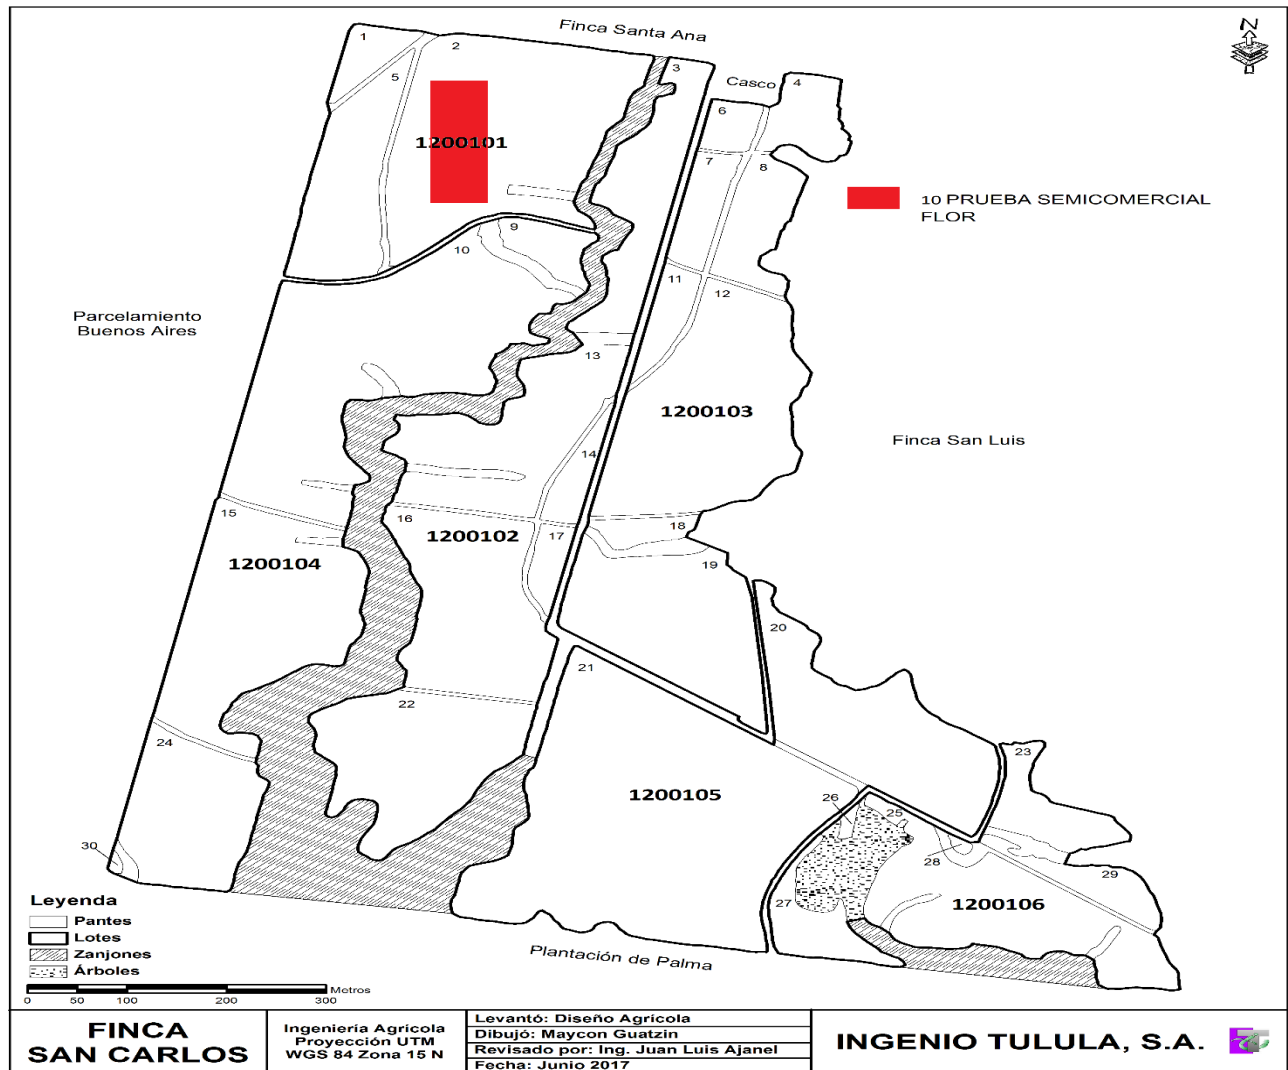 Finca Santa Ana
N
1
2
3
Casco
4
5
6
1200101
7
8
10 PRUEBA SEMICOMERCIAL
FLOR
9
10
11
12
Parcelamiento
Buenos Aires
13
1200103
Finca San Luis
14
15
16
1200102
17
18
1200104
19
20
21
22
24
23
1200105
26
25
30
28
29
27
1200106
Leyenda
Pantes
Lotes
Zanjones
Árboles
Plantación de Palma
Metros
0 50 100 200 300
FINCA
SAN CARLOS
Ingeniería Agrícola
Proyección UTM
WGS 84 Zona 15 N
Levantó: Diseño Agrícola
Dibujó: Maycon Guatzin
Revisado por: Ing. Juan Luis Ajanel
Fecha: Junio 2017
INGENIO TULULA, S.A.